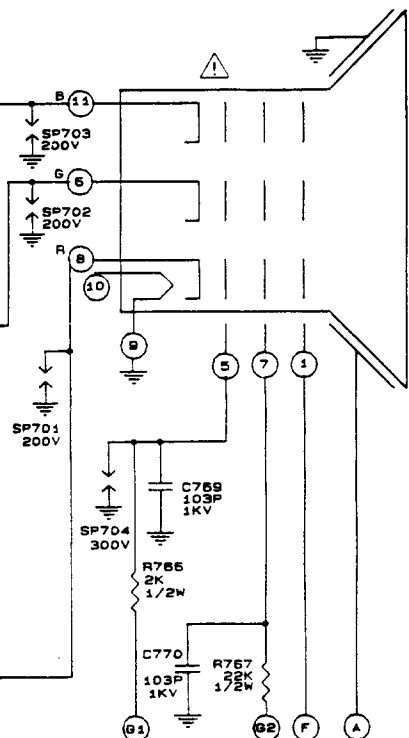 B 11
SP703
200V
G 6
SP702
200V
R 8
10
9
5 7 1
SP701
200V
C769
103P
1KV
SP704
300V
R766
2K
1/2W
C770
103P
1KV
R767
22K
1/2W
G1 G2 F A
!